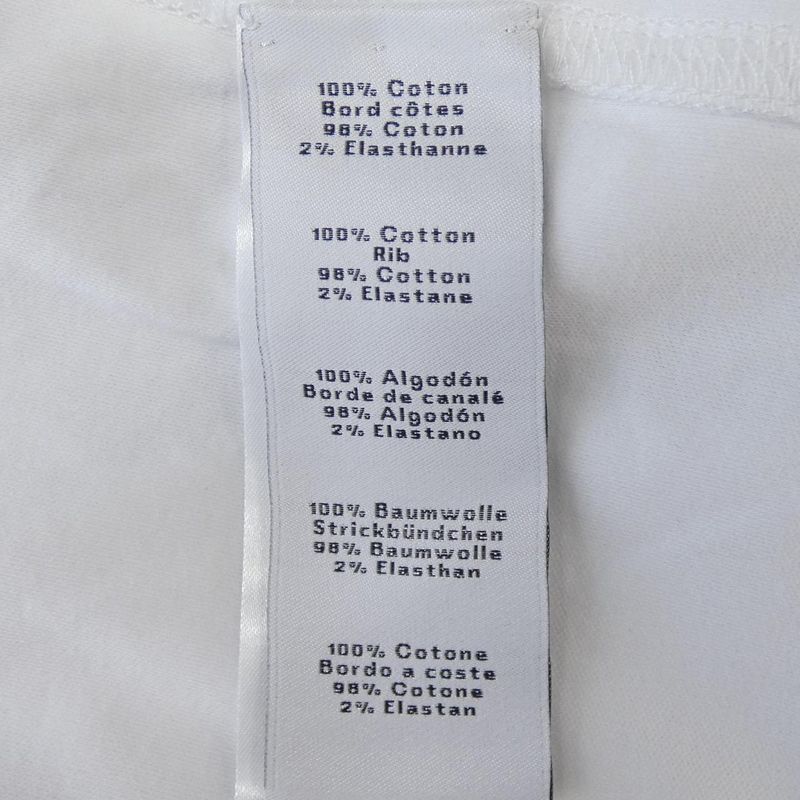 100% Coton
Bord côtes
98% Coton
2% Elasthanne
100% Cotton
Rib
98% Cotton
2% Elastane
100% Algodón
Borde de canalé
98% Algodón
2% Elastano
100% Baumwolle
Strickbündchen
98% Baumwolle
2% Elasthan
100% Cotone
Bordo a coste
98% Cotone
2% Elastan